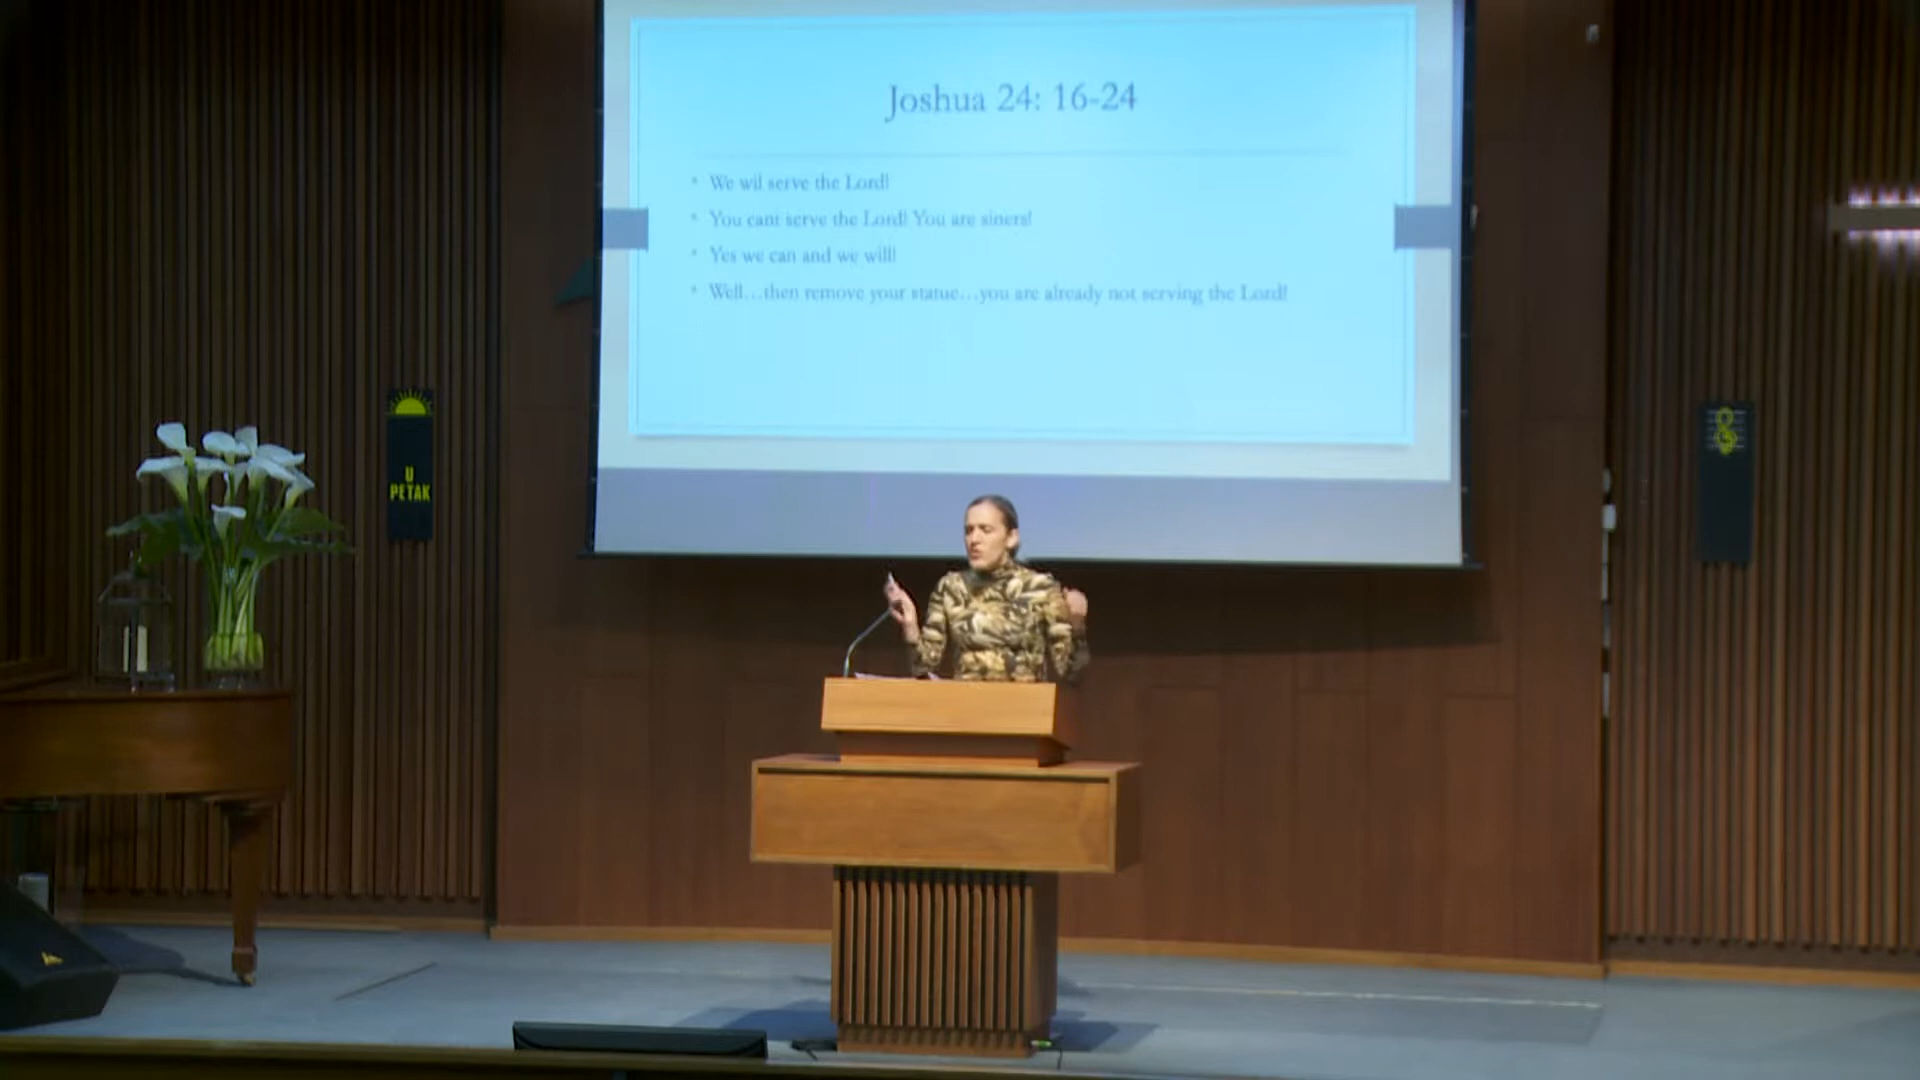 Joshua 24: 16-24
• We wil serve the Lord!
• You cant serve the Lord! You are siners!
• Yes we can and we will!
• Well…then remove your statue…you are already not serving the Lord!
U
PETAK